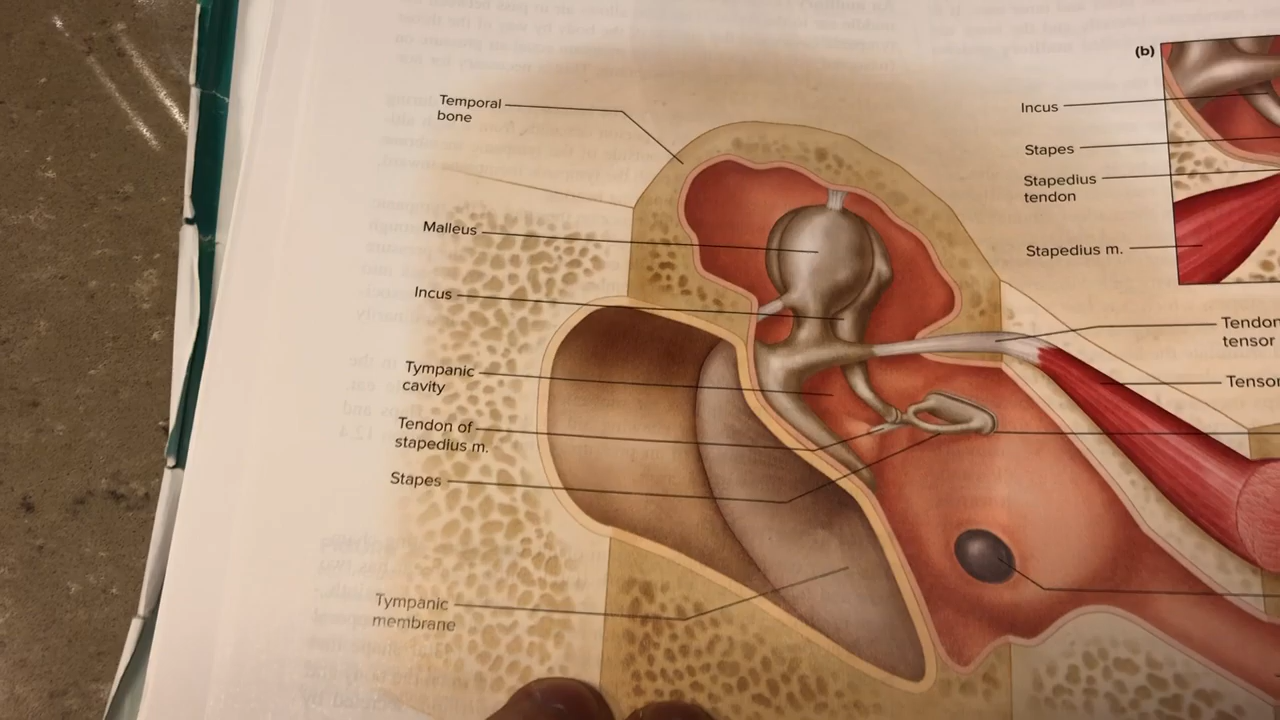 Temporal
bone
Malleus
Incus
Tympanic
cavity
Tendon of
stapedius m.
Stapes
Tympanic
membrane
(b)
Incus
Stapes
Stapedius
tendon
Stapedius m.
Tendon
tensor